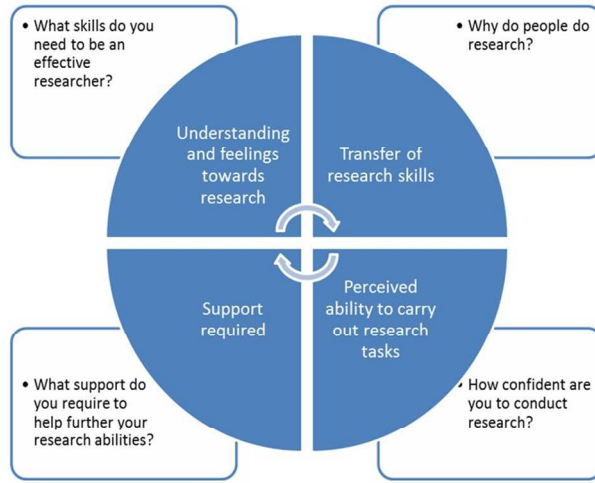 • What skills do you
need to be an
effective
researcher?
• Why do people do
research?
Understanding
and feelings
towards
research
Transfer of
research skills
Support
required
Perceived
ability to carry
out research
tasks
• What support do
you require to
help further your
research abilities?
• How confident are
you to conduct
research?